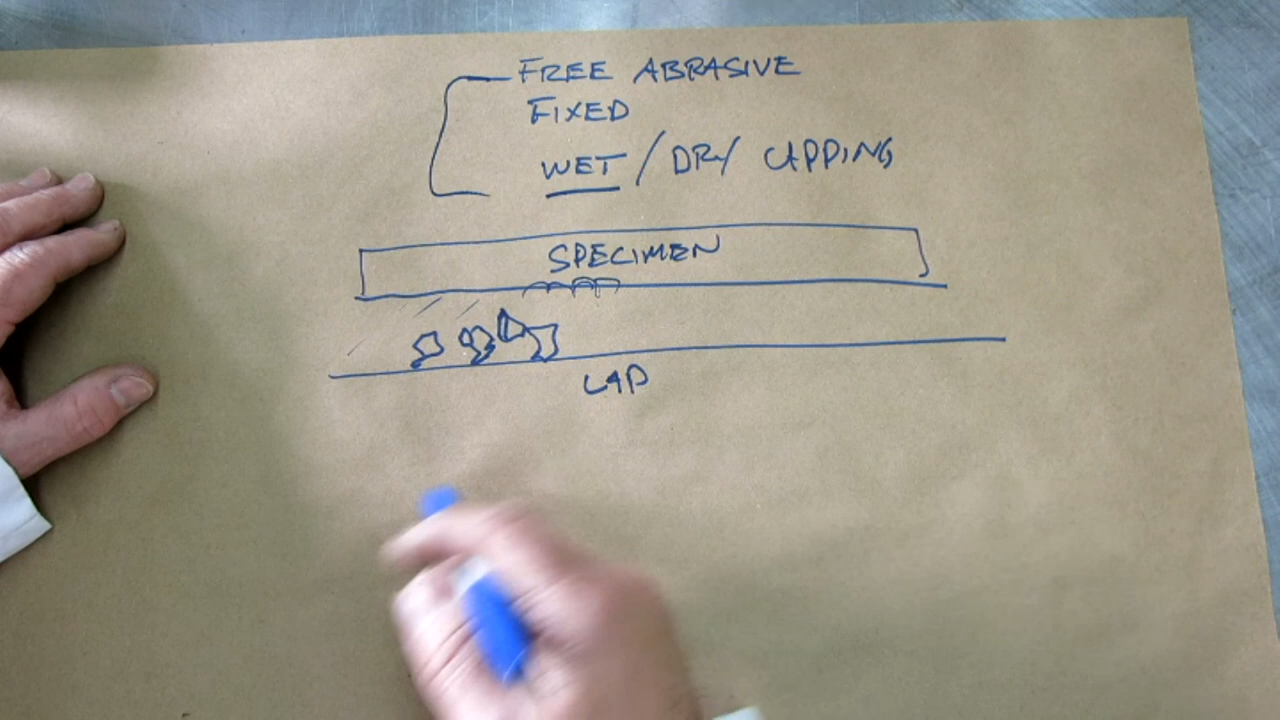 FREE ABRASIVE
FIXED
WET / DRY LAPPING
SPECIMEN
LAP